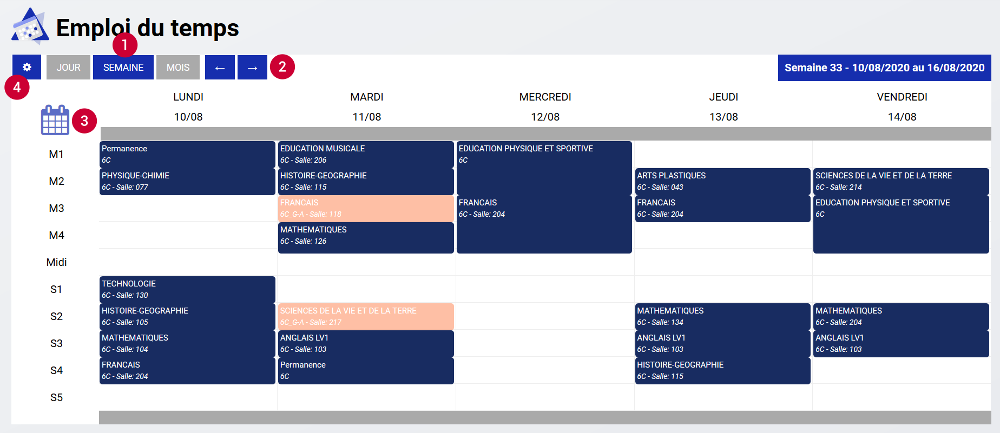 Emploi du temps
1
JOUR SEMAINE MOIS ← → 2
Semaine 33 - 10/08/2020 au 16/08/2020
4
LUNDI MARDI MERCREDI JEUDI VENDREDI
10/08 11/08 12/08 13/08 14/08
3
M1
Permanence
6C
EDUCATION MUSICALE
6C - Salle: 206
EDUCATION PHYSIQUE ET SPORTIVE
6C
M2
PHYSIQUE-CHIMIE
6C - Salle: 077
HISTOIRE-GEOGRAPHIE
6C - Salle: 115
ARTS PLASTIQUES
6C - Salle: 043
SCIENCES DE LA VIE ET DE LA TERRE
6C - Salle: 214
M3
FRANCAIS
6C_G-A - Salle: 118
FRANCAIS
6C - Salle: 204
FRANCAIS
6C - Salle: 204
EDUCATION PHYSIQUE ET SPORTIVE
6C
M4
MATHEMATIQUES
6C - Salle: 126
Midi
S1
TECHNOLOGIE
6C - Salle: 130
S2
HISTOIRE-GEOGRAPHIE
6C - Salle: 105
SCIENCES DE LA VIE ET DE LA TERRE
6C_G-A - Salle: 217
MATHEMATIQUES
6C - Salle: 134
MATHEMATIQUES
6C - Salle: 204
S3
MATHEMATIQUES
6C - Salle: 104
ANGLAIS LV1
6C - Salle: 103
ANGLAIS LV1
6C - Salle: 103
ANGLAIS LV1
6C - Salle: 103
S4
FRANCAIS
6C - Salle: 204
Permanence
6C
HISTOIRE-GEOGRAPHIE
6C - Salle: 115
S5